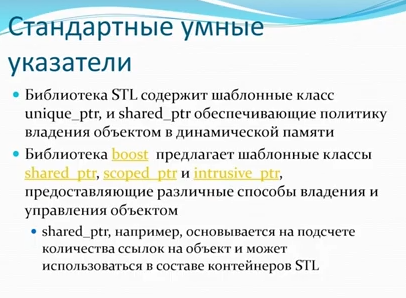 Стандартные умные
указатели
Библиотека STL содержит шаблонные класс
unique_ptr, и shared_ptr обеспечивающие политику
владения объектом в динамической памяти
Библиотека boost предлагает шаблонные классы
shared_ptr, scoped_ptr и intrusive_ptr,
предоставляющие различные способы владения и
управления объектом
shared_ptr, например, основывается на подсчете
количества ссылок на объект и может
использоваться в составе контейнеров STL